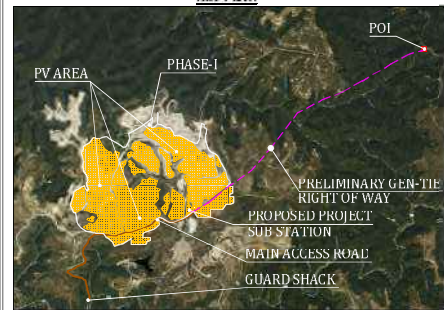 POI
PHASE-I
PV AREA
PRELIMINARY GEN-TIE
RIGHT OF WAY
PROPOSED PROJECT
SUB STATION
MAIN ACCESS ROAD
GUARD SHACK